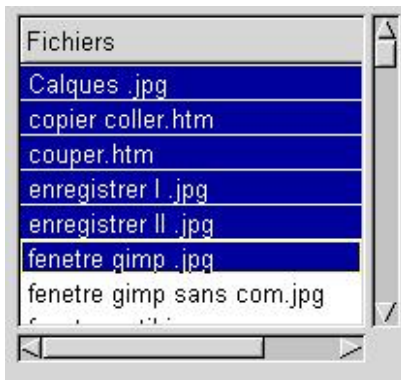 Fichiers
Calques .jpg
copier coller.htm
couper.htm
enregistrer I .jpg
enregistrer II .jpg
fenetre gimp .jpg
fenetre gimp sans com.jpg